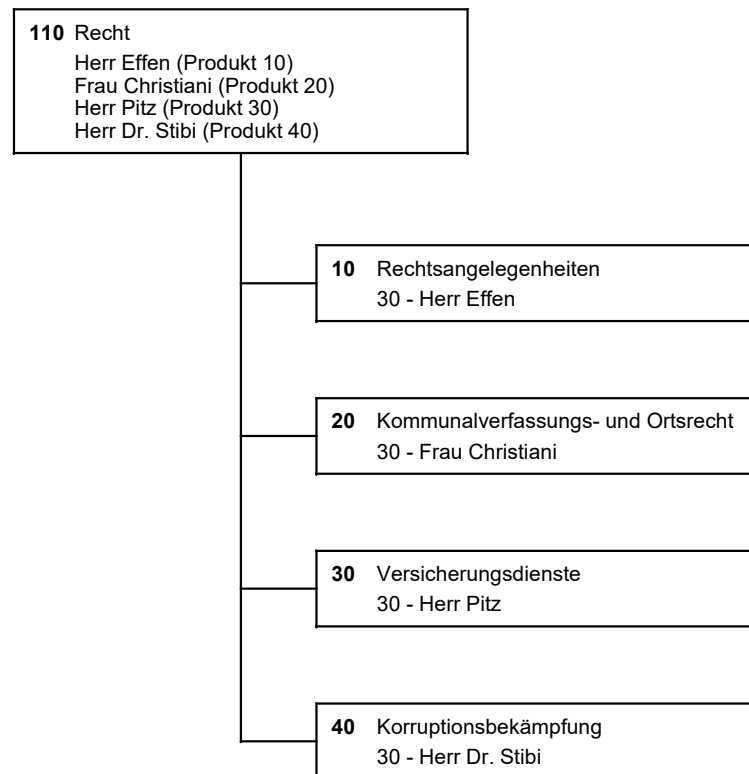 110 Recht
Herr Effen (Produkt 10)
Frau Christiani (Produkt 20)
Herr Pitz (Produkt 30)
Herr Dr. Stibi (Produkt 40)
10 Rechtsangelegenheiten
30 - Herr Effen
20 Kommunalverfassungs- und Ortsrecht
30 - Frau Christiani
30 Versicherungsdienste
30 - Herr Pitz
40 Korruptionsbekämpfung
30 - Herr Dr. Stibi